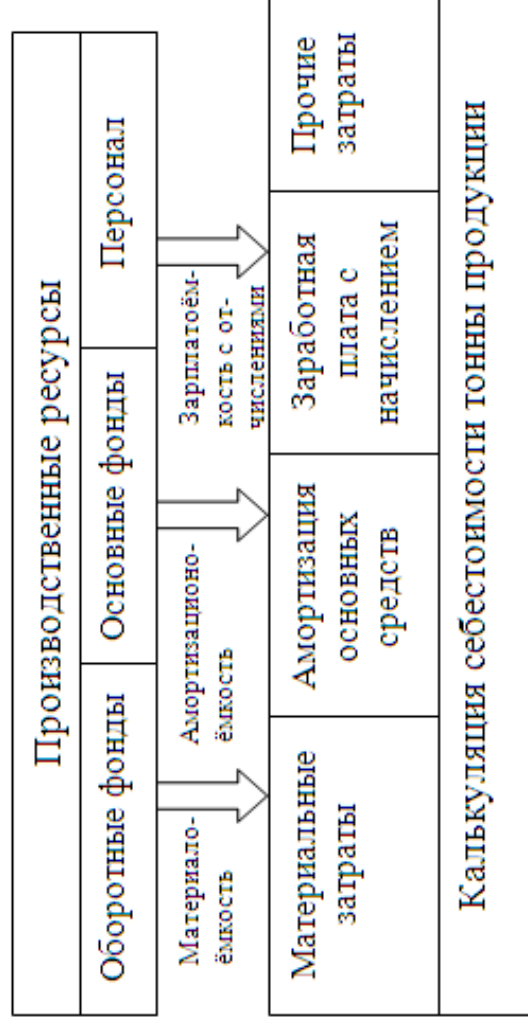 Производственные ресурсы
Оборотные фонды
Основные фонды
Персонал
Материало-
ёмкость
Амортизационо-
ёмкость
Зарплатоём-
кость с от-
числениями
Материальные
затраты
Амортизация
основных
средств
Заработная
плата с
начислением
Прочие
затраты
Калькуляция себестоимости тонны продукции